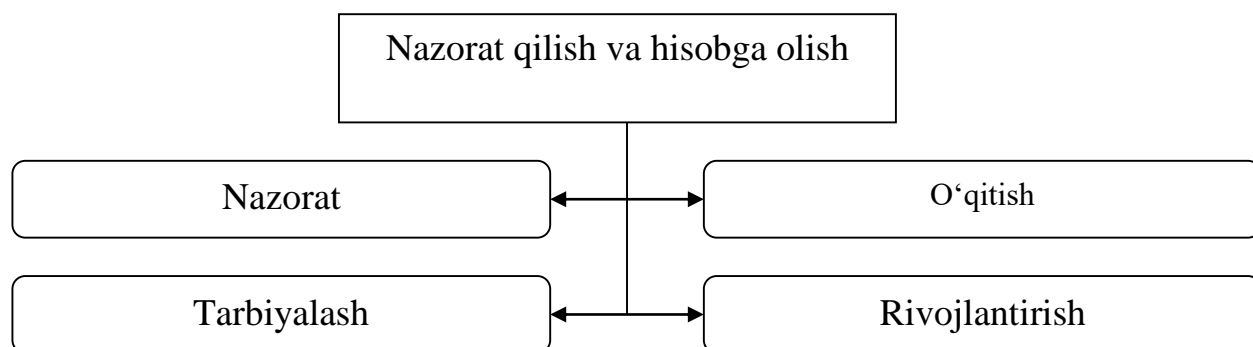 Nazorat qilish va hisobga olish
Nazorat
O‘qitish
Tarbiyalash
Rivojlantirish